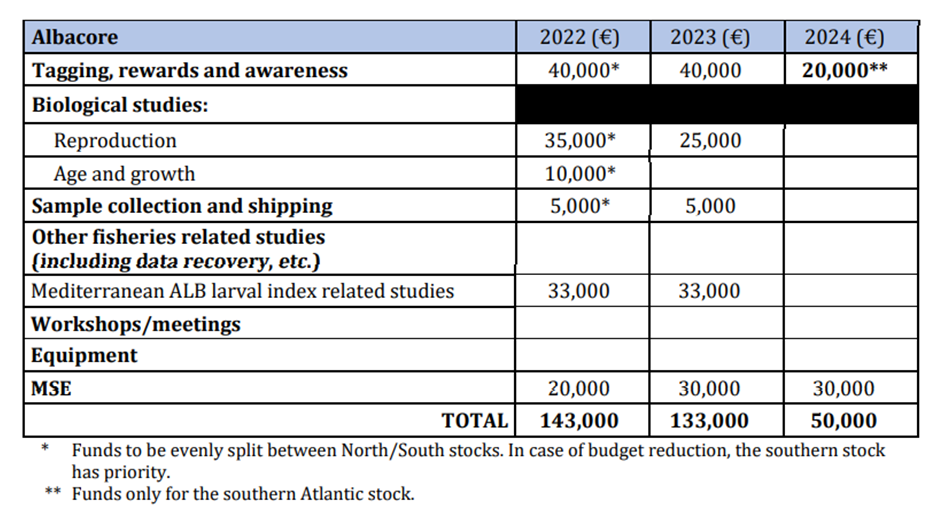 Albacore 2022 (€) 2023 (€) 2024 (€)
Tagging, rewards and awareness 40,000* 40,000 20,000**
Biological studies:
Reproduction 35,000* 25,000
Age and growth 10,000*
Sample collection and shipping 5,000* 5,000
Other fisheries related studies
(including data recovery, etc.)
Mediterranean ALB larval index related studies 33,000 33,000
Workshops/meetings
Equipment
MSE 20,000 30,000 30,000
TOTAL 143,000 133,000 50,000
* Funds to be evenly split between North/South stocks. In case of budget reduction, the southern stock
has priority.
** Funds only for the southern Atlantic stock.